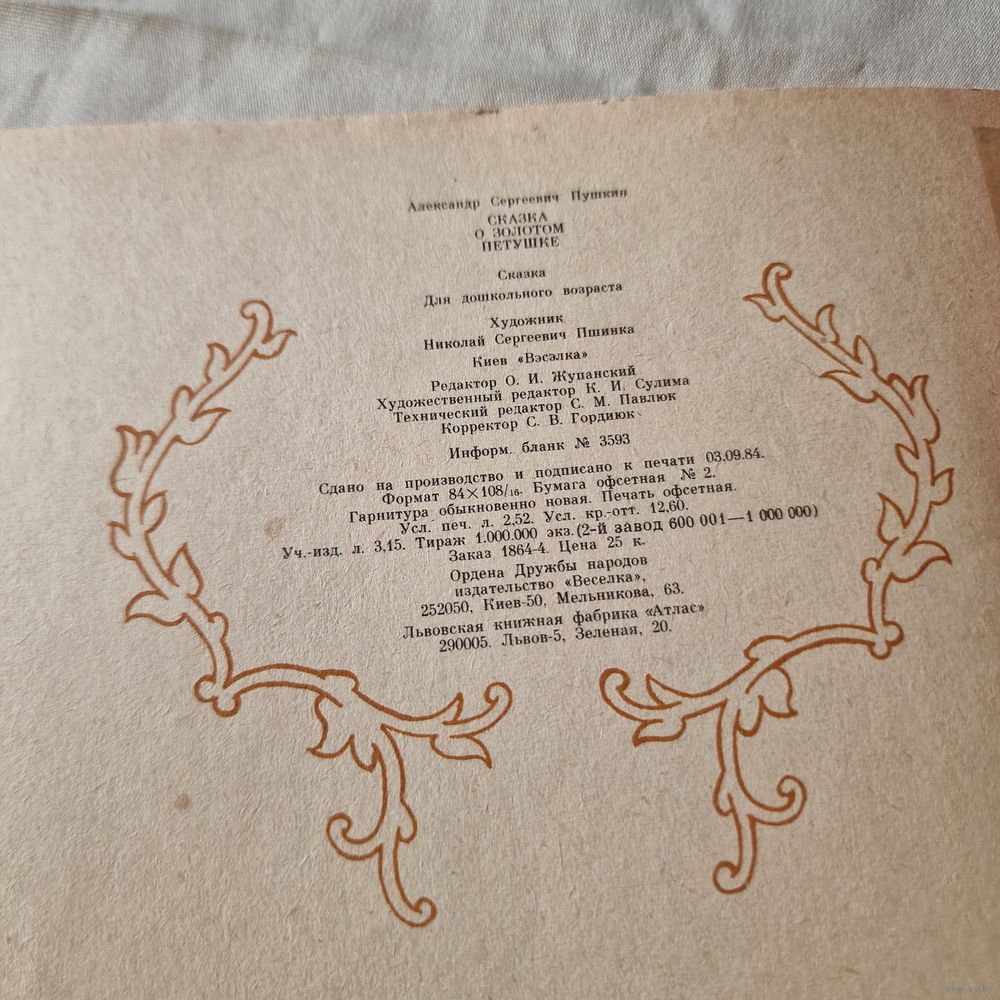 Александр Сергеевич Пушкин
СКАЗКА
О ЗОЛОТОМ
ПЕТУШКЕ
Сказка
Для дошкольного возраста
Художник
Николай Сергеевич Пшинка
Киев «Вэсэлка»
Редактор О. И. Жупанский
Художественный редактор К. И. Сулима
Технический редактор С. М. Павлюк
Корректор С. В. Гордиюк
Информ. бланк № 3593
Сдано на производство и подписано к печати 03.09.84.
Формат 84×108/16. Бумага офсетная № 2.
Гарнитура обыкновенно новая. Печать офсетная.
Усл. печ. л. 2,52. Усл. кр.-отт. 12,60.
Уч.-изд. л. 3,15. Тираж 1.000.000 экз. (2-й завод 600 001—1 000 000)
Заказ 1864-4. Цена 25 к.
Ордена Дружбы народов
издательство «Веселка»,
252050, Киев-50, Мельникова, 63.
Львовская книжная фабрика «Атлас»
290005. Львов-5, Зеленая, 20.
www.ay.by